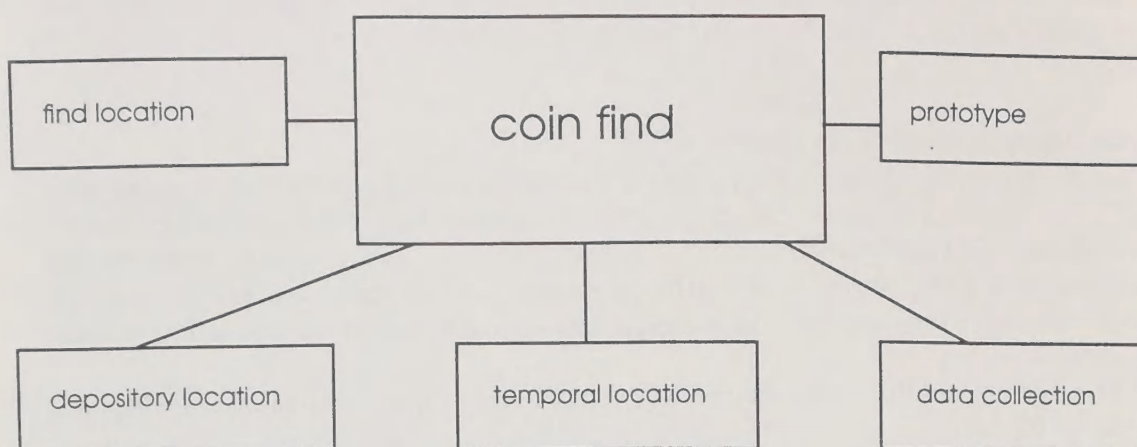 find location
coin find
prototype
depository location
temporal location
data collection